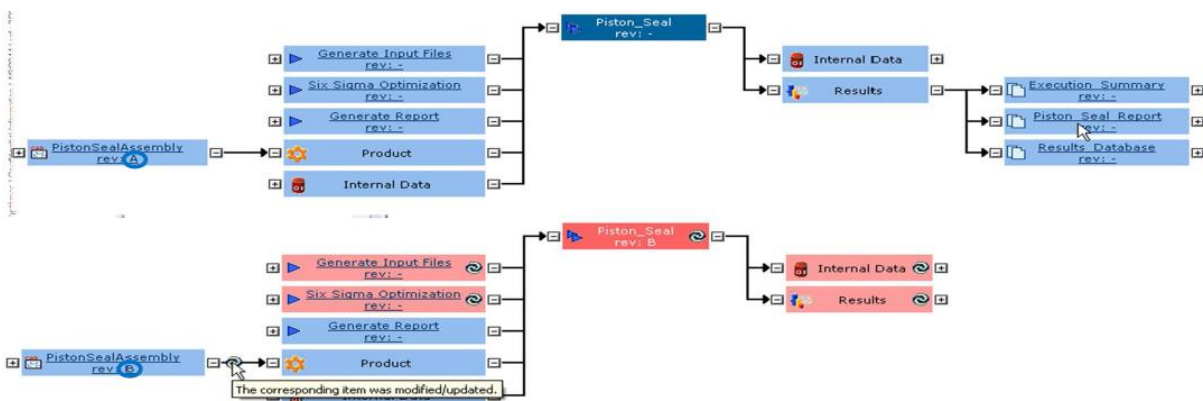 Piston_Seal
rev: -
Generate Input Files
rev: -
Internal Data
Six Sigma Optimization
rev: -
Results
Execution Summary
rev: -
Generate Report
rev: -
Piston Seal Report
rev: -
PistonSealAssembly
rev: A
Product
Results Database
rev: -
Internal Data
Piston_Seal
rev: B
Generate Input Files
rev: -
Internal Data
Six Sigma Optimization
rev: -
Results
Generate Report
rev: -
PistonSealAssembly
rev: B
Product
The corresponding item was modified/updated.